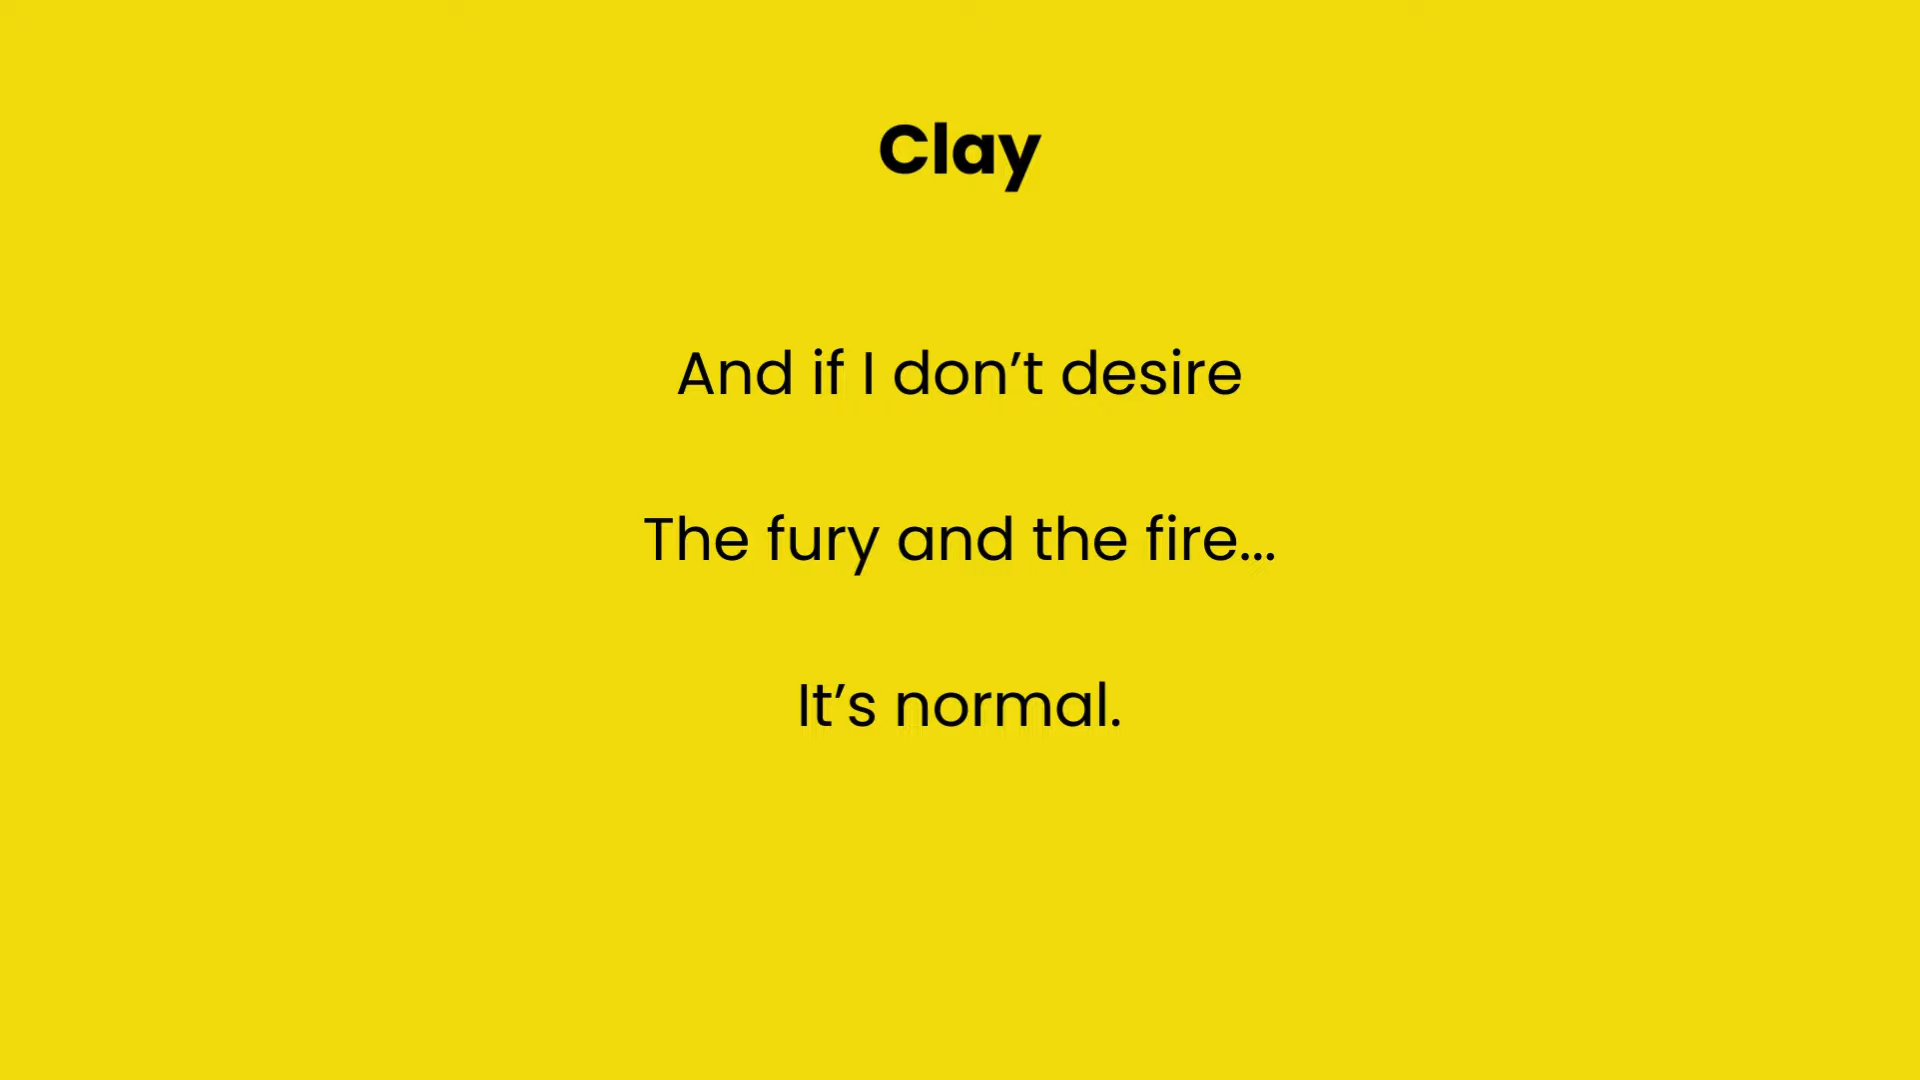 Clay
And if I don’t desire
The fury and the fire...
It’s normal.